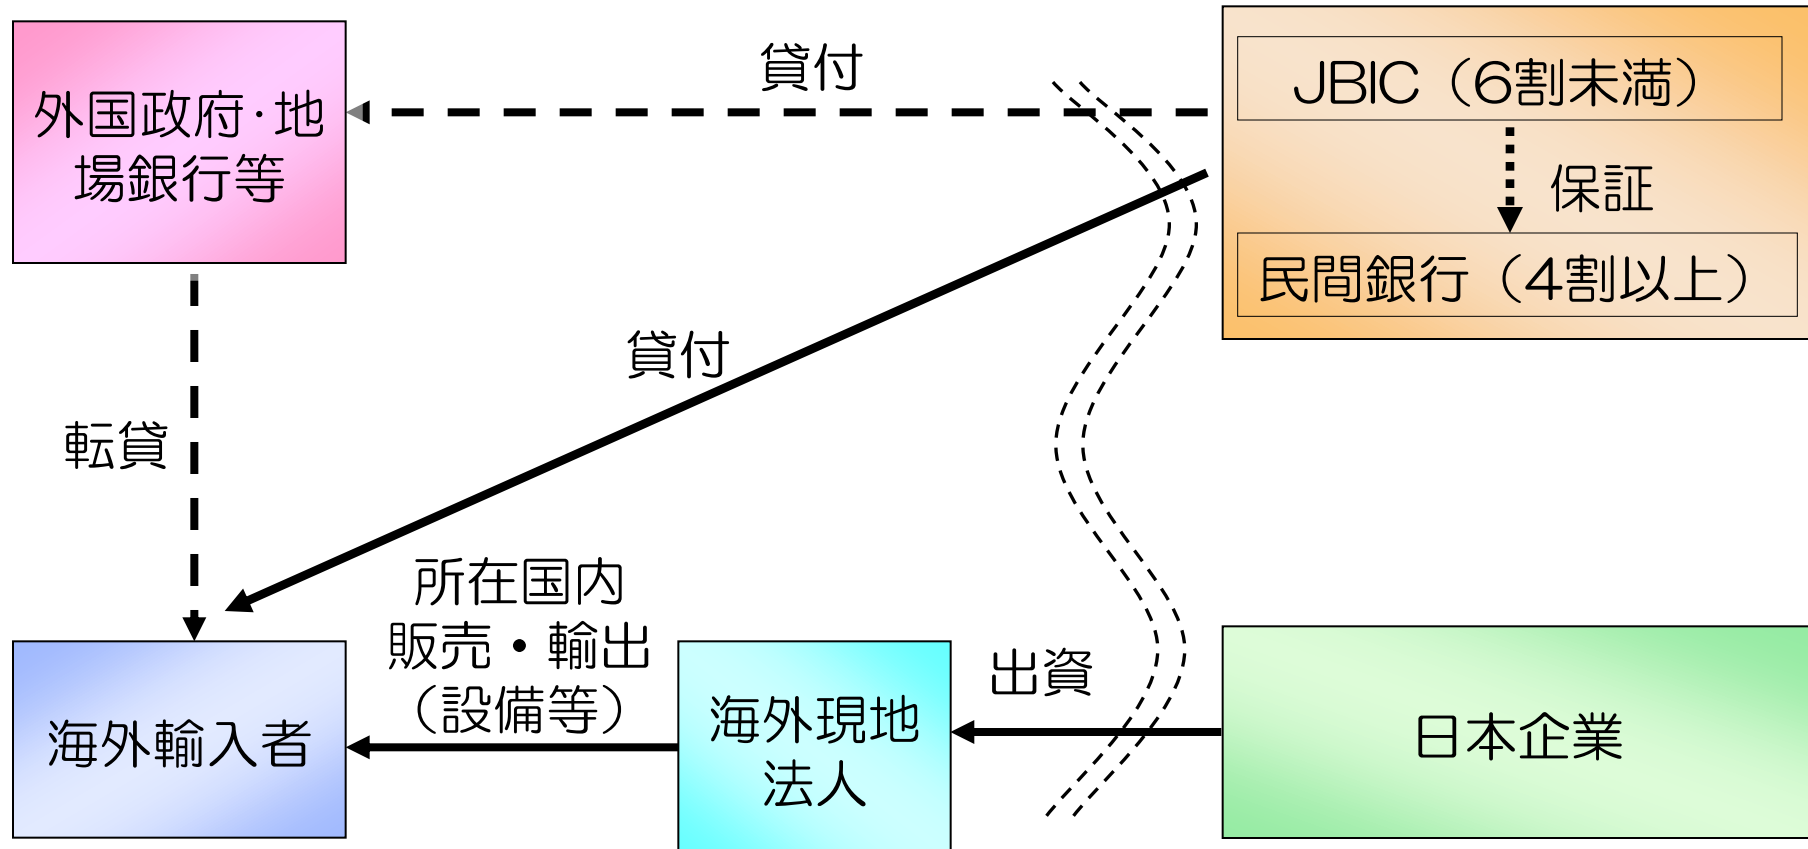 貸付
JBIC（6割未満）
外国政府・地
場銀行等
保証
民間銀行（4割以上）
貸付
転貸
所在国内
販売・輸出
（設備等）
出資
海外輸入者
海外現地
法人
日本企業